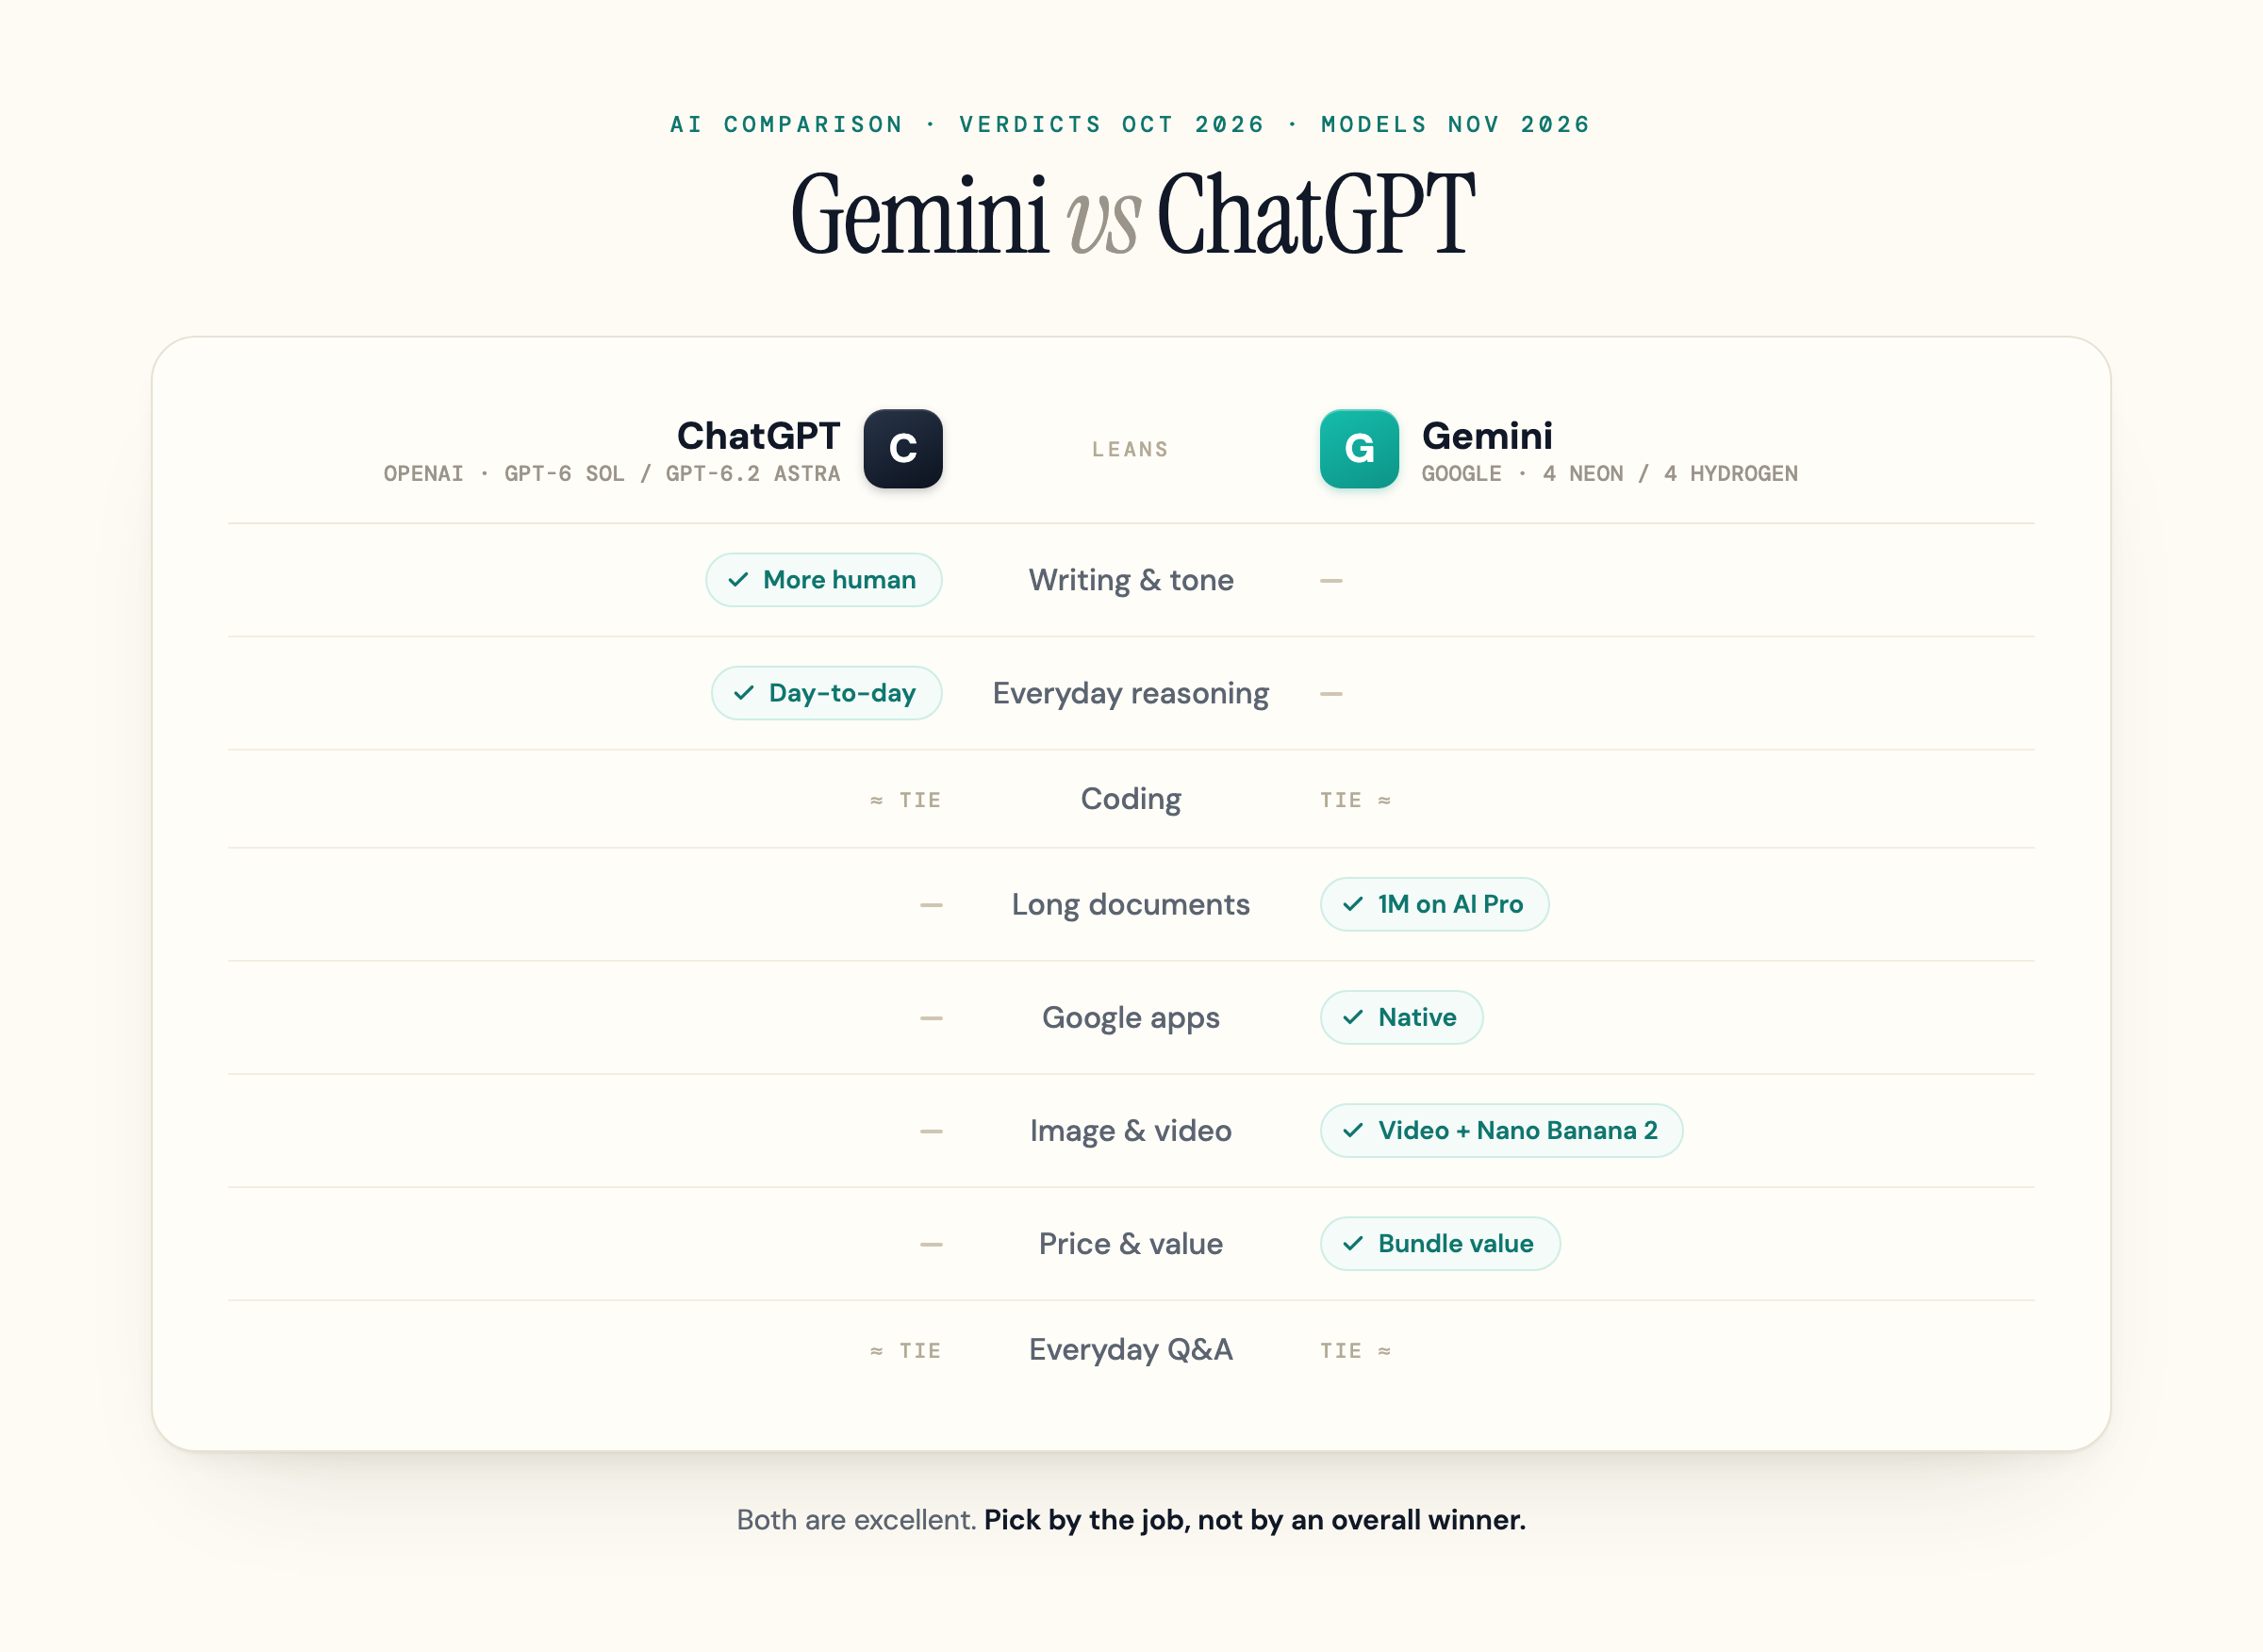 AI COMPARISON · VERDICTS OCT 2026 · MODELS NOV 2026
Gemini vs ChatGPT
ChatGPT
OPENAI · GPT-6 SOL / GPT-6.2 ASTRA
C
LEANS
G
Gemini
GOOGLE · 4 NEON / 4 HYDROGEN
✓ More human Writing & tone —
✓ Day-to-day Everyday reasoning —
≈ TIE Coding TIE ≈
— Long documents ✓ 1M on AI Pro
— Google apps ✓ Native
— Image & video ✓ Video + Nano Banana 2
— Price & value ✓ Bundle value
≈ TIE Everyday Q&A TIE ≈
Both are excellent. Pick by the job, not by an overall winner.